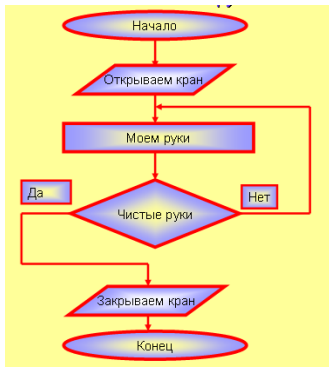 Начало
Открываем кран
Моем руки
Да
Нет
Чистые руки
Закрываем кран
Конец